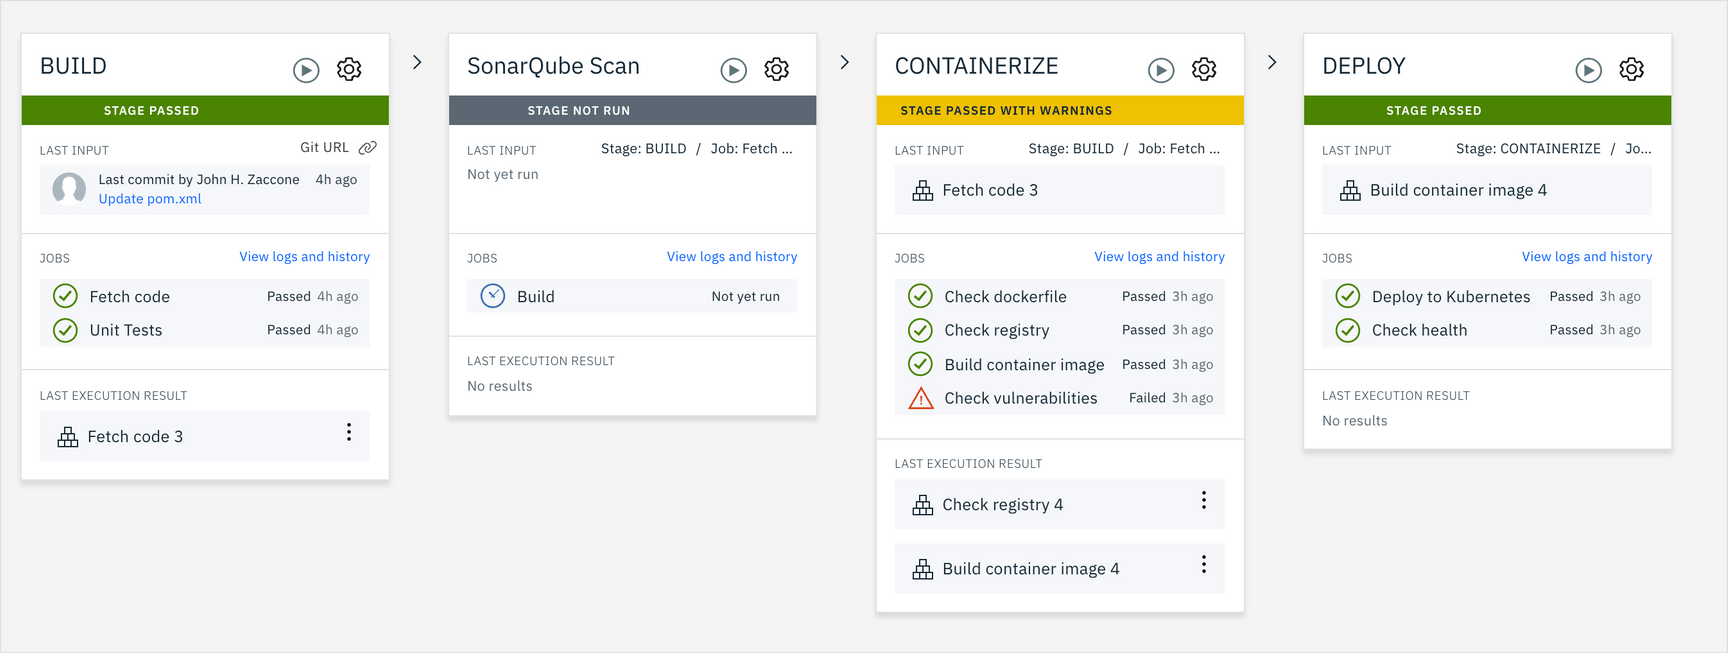 BUILD
STAGE PASSED
LAST INPUT Git URL
Last commit by John H. Zaccone 4h ago
Update pom.xml
JOBS View logs and history
Fetch code Passed 4h ago
Unit Tests Passed 4h ago
LAST EXECUTION RESULT
Fetch code 3
SonarQube Scan
STAGE NOT RUN
LAST INPUT Stage: BUILD / Job: Fetch ...
Not yet run
JOBS View logs and history
Build Not yet run
LAST EXECUTION RESULT
No results
CONTAINERIZE
STAGE PASSED WITH WARNINGS
LAST INPUT Stage: BUILD / Job: Fetch ...
Fetch code 3
JOBS View logs and history
Check dockerfile Passed 3h ago
Check registry Passed 3h ago
Build container image Passed 3h ago
Check vulnerabilities Failed 3h ago
LAST EXECUTION RESULT
Check registry 4
Build container image 4
DEPLOY
STAGE PASSED
LAST INPUT Stage: CONTAINERIZE / Jo...
Build container image 4
JOBS View logs and history
Deploy to Kubernetes Passed 3h ago
Check health Passed 3h ago
LAST EXECUTION RESULT
No results